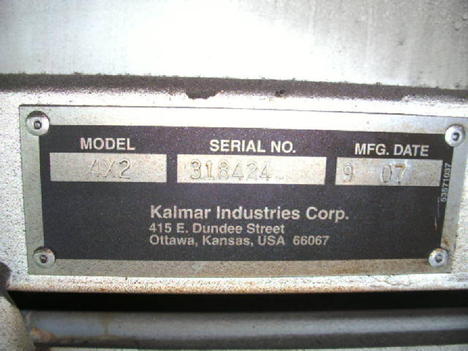 MODEL SERIAL NO. MFG. DATE
4X2 318424 9 07
Kalmar Industries Corp.
415 E. Dundee Street
Ottawa, Kansas, USA 66067
53571037